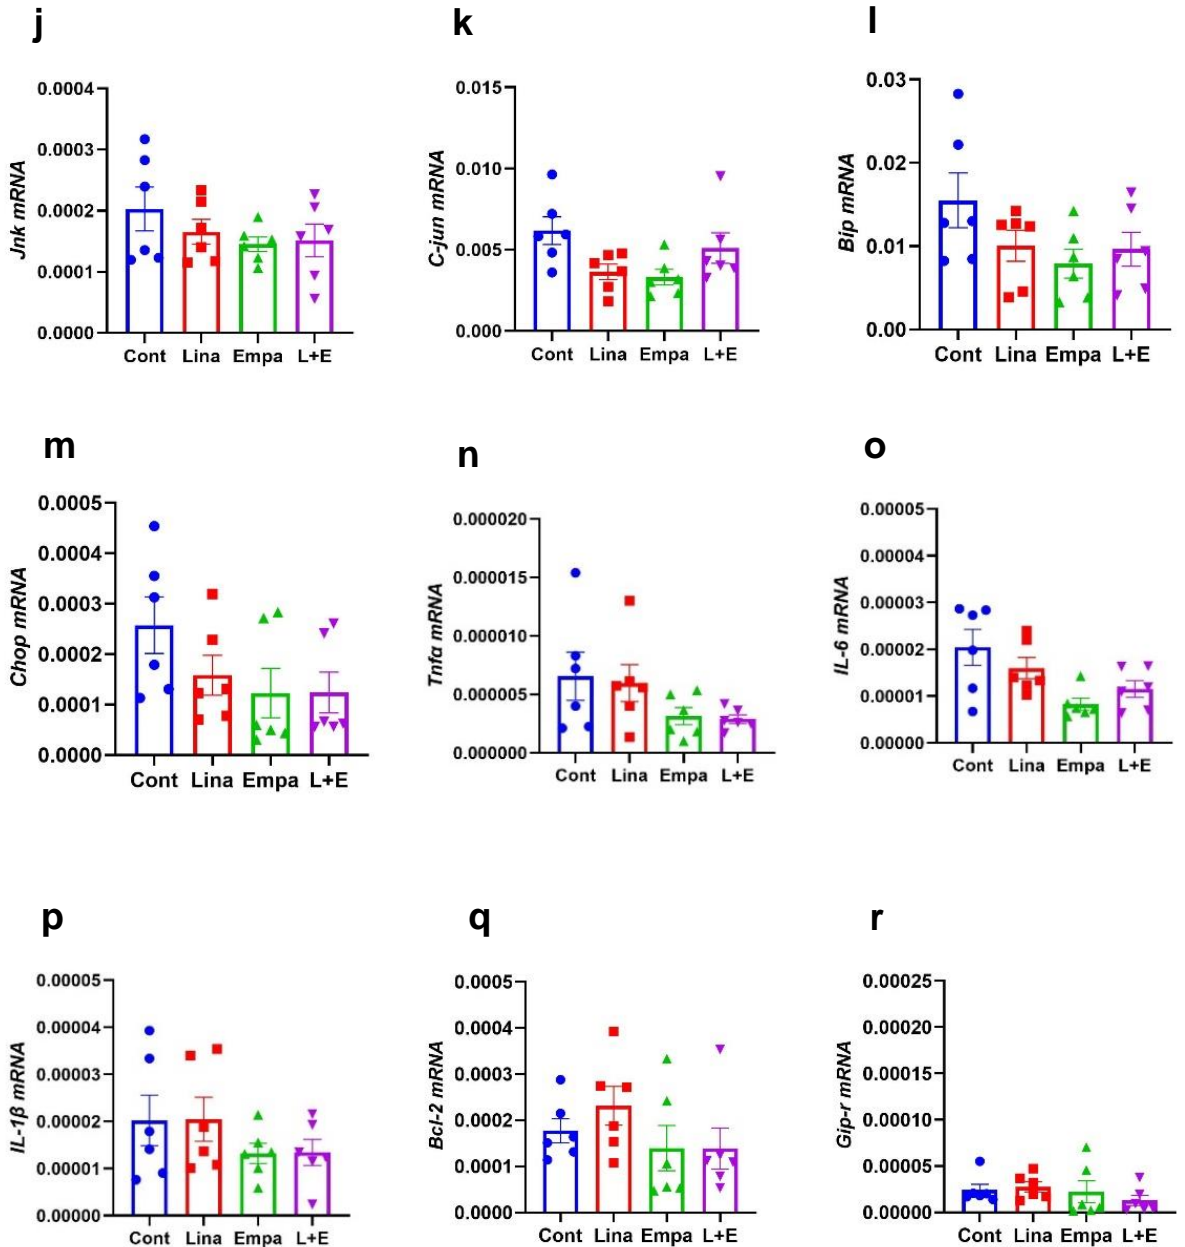 j
Jnk mRNA
0.0004
0.0003
0.0002
0.0001
0.0000
Cont Lina Empa L+E
k
C-jun mRNA
0.015
0.010
0.005
0.000
Cont Lina Empa L+E
l
Bip mRNA
0.03
0.02
0.01
0.00
Cont Lina Empa L+E
m
Chop mRNA
0.0005
0.0004
0.0003
0.0002
0.0001
0.0000
Cont Lina Empa L+E
n
Tnfα mRNA
0.000020
0.000015
0.000010
0.000005
0.000000
Cont Lina Empa L+E
o
IL-6 mRNA
0.00005
0.00004
0.00003
0.00002
0.00001
0.00000
Cont Lina Empa L+E
p
IL-1β mRNA
0.00005
0.00004
0.00003
0.00002
0.00001
0.00000
Cont Lina Empa L+E
q
Bcl-2 mRNA
0.0005
0.0004
0.0003
0.0002
0.0001
0.0000
Cont Lina Empa L+E
r
Gip-r mRNA
0.00025
0.00020
0.00015
0.00010
0.00005
0.00000
Cont Lina Empa L+E